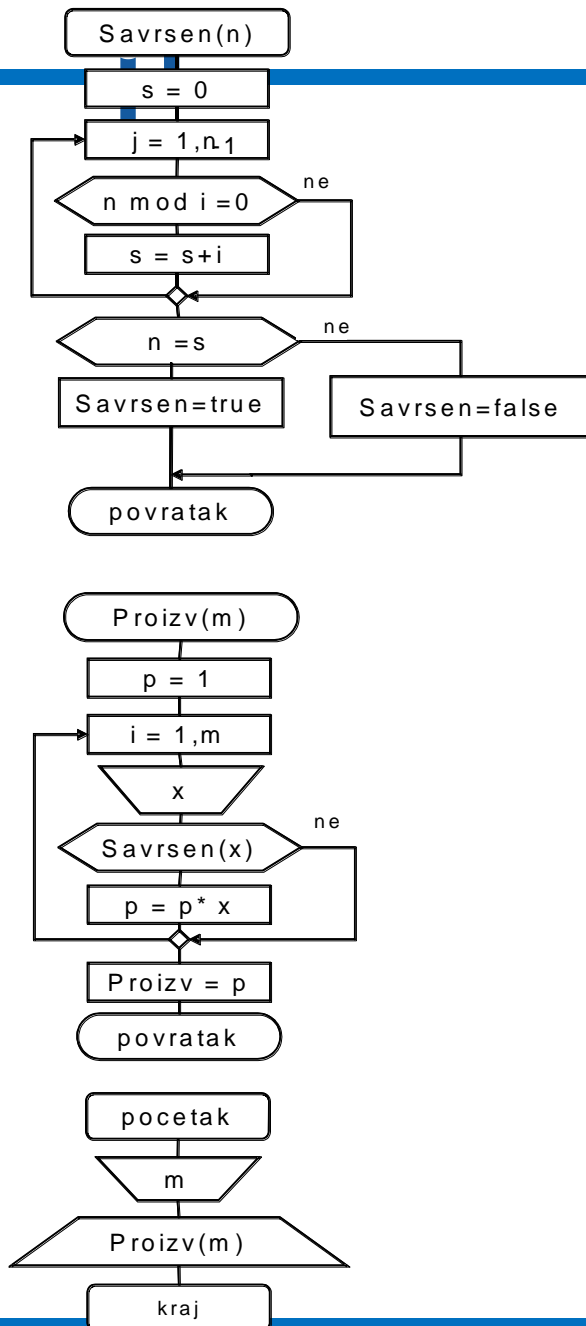 Savrsen(n)
s = 0
j = 1,n-1
n mod i =0
ne
s = s+i
n =s
ne
Savrsen=true
Savrsen=false
povratak
Proizv(m)
p = 1
i = 1,m
x
ne
Savrsen(x)
p = p* x
Proizv = p
povratak
pocetak
m
Proizv(m)
kraj